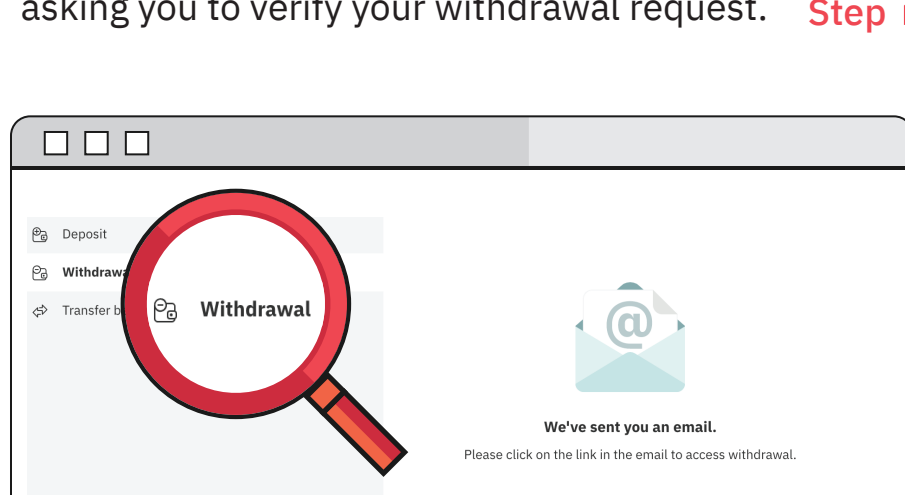 asking you to verify your withdrawal request.
Step
Deposit
Withdrawa
Transfer b
Withdrawal
@
We've sent you an email.
Please click on the link in the email to access withdrawal.